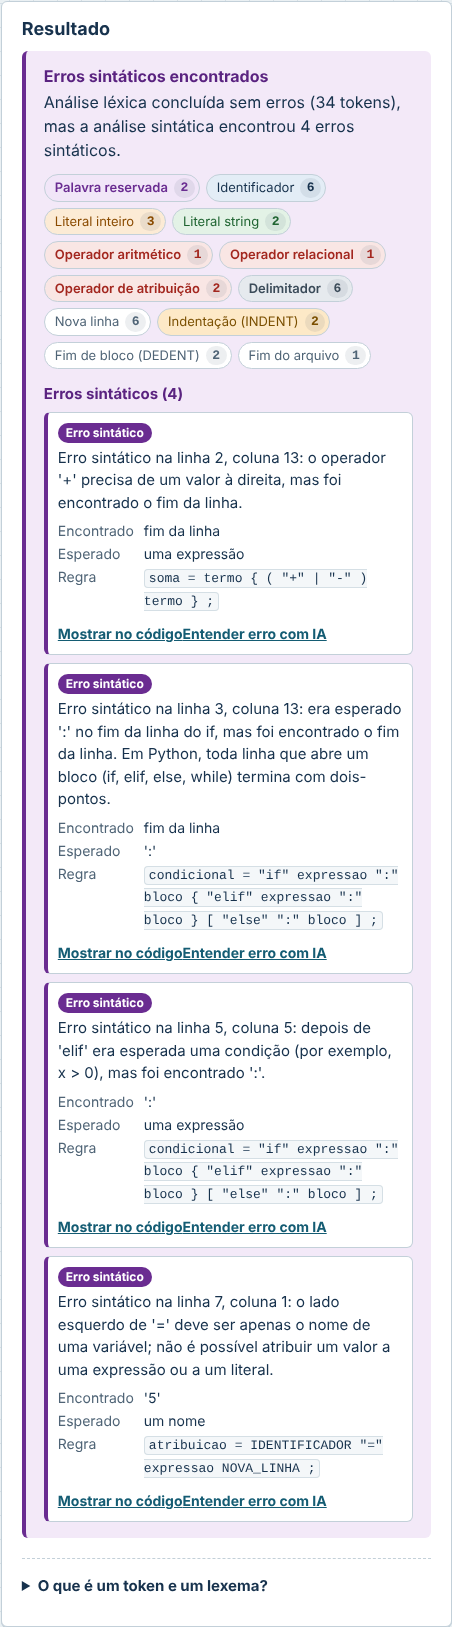 Resultado
Erros sintáticos encontrados
Análise léxica concluída sem erros (34 tokens),
mas a análise sintática encontrou 4 erros
sintáticos.
Palavra reservada 2 Identificador 6
Literal inteiro 3 Literal string 2
Operador aritmético 1 Operador relacional 1
Operador de atribuição 2 Delimitador 6
Nova linha 6 Indentação (INDENT) 2
Fim de bloco (DEDENT) 2 Fim do arquivo 1
Erros sintáticos (4)
Erro sintático
Erro sintático na linha 2, coluna 13: o operador
'+' precisa de um valor à direita, mas foi
encontrado o fim da linha.
Encontrado fim da linha
Esperado uma expressão
Regra soma = termo { ( "+" | "-" )
termo } ;
Mostrar no códigoEntender erro com IA
Erro sintático
Erro sintático na linha 3, coluna 13: era esperado
':' no fim da linha do if, mas foi encontrado o fim
da linha. Em Python, toda linha que abre um
bloco (if, elif, else, while) termina com dois-
pontos.
Encontrado fim da linha
Esperado ':'
Regra condicional = "if" expressao ":"
bloco { "elif" expressao ":"
bloco } [ "else" ":" bloco ] ;
Mostrar no códigoEntender erro com IA
Erro sintático
Erro sintático na linha 5, coluna 5: depois de
'elif' era esperada uma condição (por exemplo,
x > 0), mas foi encontrado ':'.
Encontrado ':'
Esperado uma expressão
Regra condicional = "if" expressao ":"
bloco { "elif" expressao ":"
bloco } [ "else" ":" bloco ] ;
Mostrar no códigoEntender erro com IA
Erro sintático
Erro sintático na linha 7, coluna 1: o lado
esquerdo de '=' deve ser apenas o nome de
uma variável; não é possível atribuir um valor a
uma expressão ou a um literal.
Encontrado '5'
Esperado um nome
Regra atribuicao = IDENTIFICADOR "="
expressao NOVA_LINHA ;
Mostrar no códigoEntender erro com IA
O que é um token e um lexema?